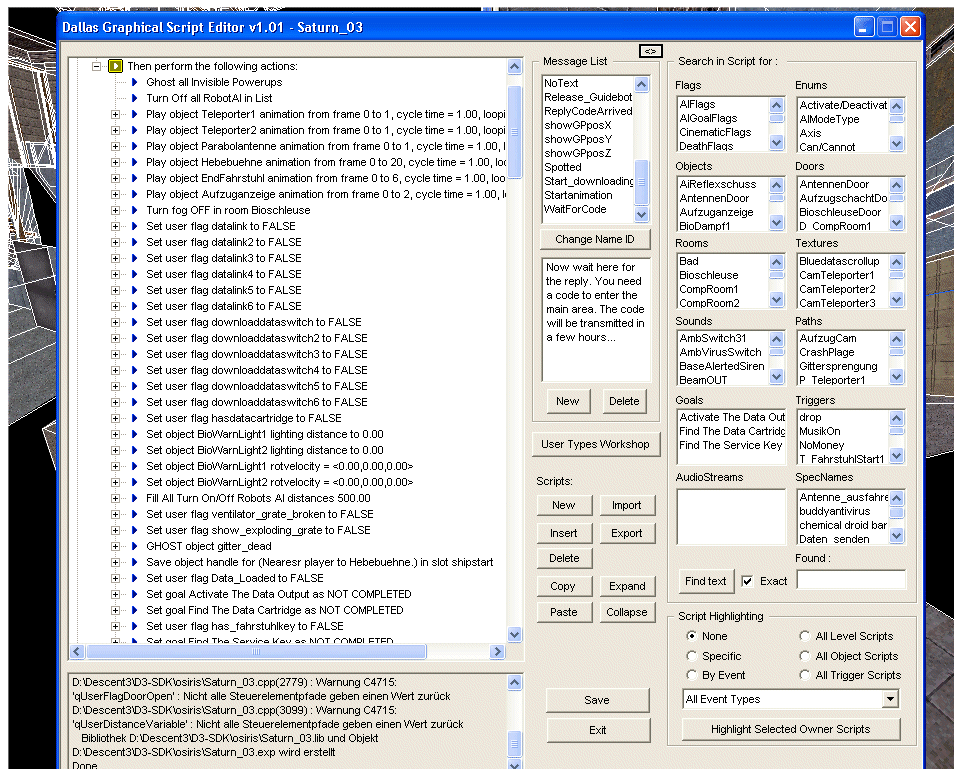 Dallas Graphical Script Editor v1.01 - Saturn_03
Then perform the following actions:
Ghost all Invisible Powerups
Turn Off all RobotAI in List
Play object Teleporter1 animation from frame 0 to 1, cycle time = 1.00, loopi
Play object Teleporter2 animation from frame 0 to 1, cycle time = 1.00, loopi
Play object Parabolantenne animation from frame 0 to 1, cycle time = 1.00, lo
Play object Hebebuehne animation from frame 0 to 20, cycle time = 1.00, loo
Play object EndFahrstuhl animation from frame 0 to 6, cycle time = 1.00, loo
Play object Aufzuganzeige animation from frame 0 to 2, cycle time = 1.00, l
Turn fog OFF in room Bioschleuse
Set user flag datalink to FALSE
Set user flag datalink2 to FALSE
Set user flag datalink3 to FALSE
Set user flag datalink4 to FALSE
Set user flag datalink5 to FALSE
Set user flag datalink6 to FALSE
Set user flag downloaddataswitch to FALSE
Set user flag downloaddataswitch2 to FALSE
Set user flag downloaddataswitch3 to FALSE
Set user flag downloaddataswitch4 to FALSE
Set user flag downloaddataswitch5 to FALSE
Set user flag downloaddataswitch6 to FALSE
Set user flag hasdatacartridge to FALSE
Set object BioWarnLight1 lighting distance to 0.00
Set object BioWarnLight2 lighting distance to 0.00
Set object BioWarnLight1 rotvelocity = <0.00,0.00,0.00>
Set object BioWarnLight2 rotvelocity = <0.00,0.00,0.00>
Fill All Turn On/Off Robots AI distances 500.00
Set user flag ventilator_grate_broken to FALSE
Set user flag show_exploding_grate to FALSE
GHOST object gitter_dead
Save object handle for (Nearesr player to Hebebuehne.) in slot shipstart
Set user flag Data_Loaded to FALSE
Set goal Activate The Data Output as NOT COMPLETED
Set goal Find The Data Cartridge as NOT COMPLETED
Set user flag has_fahrstuhlkey to FALSE
Set goal Find The Service Key as NOT COMPLETED
D:\Descent3\D3-SDK\osiris\Saturn_03.cpp(2779) : Warnung C4715:
'qUserFlagDoorOpen' : Nicht alle Steuerelementpfade geben einen Wert zurück
D:\Descent3\D3-SDK\osiris\Saturn_03.cpp(3099) : Warnung C4715:
'qUserDistanceVariable' : Nicht alle Steuerelementpfade geben einen Wert zurück
Bibliothek D:\Descent3\D3-SDK\osiris\Saturn_03.lib und Objekt
D:\Descent3\D3-SDK\osiris\Saturn_03.exp wird erstellt
Done
<>
Message List
NoText
Release_Guidebot
ReplyCodeArrived
showGPposX
showGPposY
showGPposZ
Spotted
Start_downloading
Startanimation
WaitForCode
Change Name ID
Now wait here for
the reply. You need
a code to enter the
main area. The code
will be transmitted in
a few hours...
New Delete
User Types Workshop
Scripts:
New Import
Insert Export
Delete
Copy Expand
Paste Collapse
Save
Exit
Search in Script for :
Flags
AIFlags
AIGoalFlags
CinematicFlags
DeathFlags
Enums
Activate/Deactivat
AIModeType
Axis
Can/Cannot
Objects
AiReflexschuss
AntennenDoor
Aufzuganzeige
BioDampf1
Doors
AntennenDoor
AufzugschachtDo
BioschleuseDoor
D_CompRoom1
Rooms
Bad
Bioschleuse
CompRoom1
CompRoom2
Textures
Bluedatascrollup
CamTeleporter1
CamTeleporter2
CamTeleporter3
Sounds
AmbSwitch31
AmbVirusSwitch
BaseAlertedSiren
BeamOUT
Paths
AufzugCam
CrashPlage
Gittersprengung
P_Teleporter1
Goals
Activate The Data Out
Find The Data Cartridg
Find The Service Key
Triggers
drop
MusikOn
NoMoney
T_FahrstuhlStart1
AudioStreams
SpecNames
Antenne_ausfahre
buddyantivirus
chemical droid bar
Daten_senden
Found :
Find text Exact
Script Highlighting
None All Level Scripts
Specific All Object Scripts
By Event All Trigger Scripts
All Event Types
Highlight Selected Owner Scripts